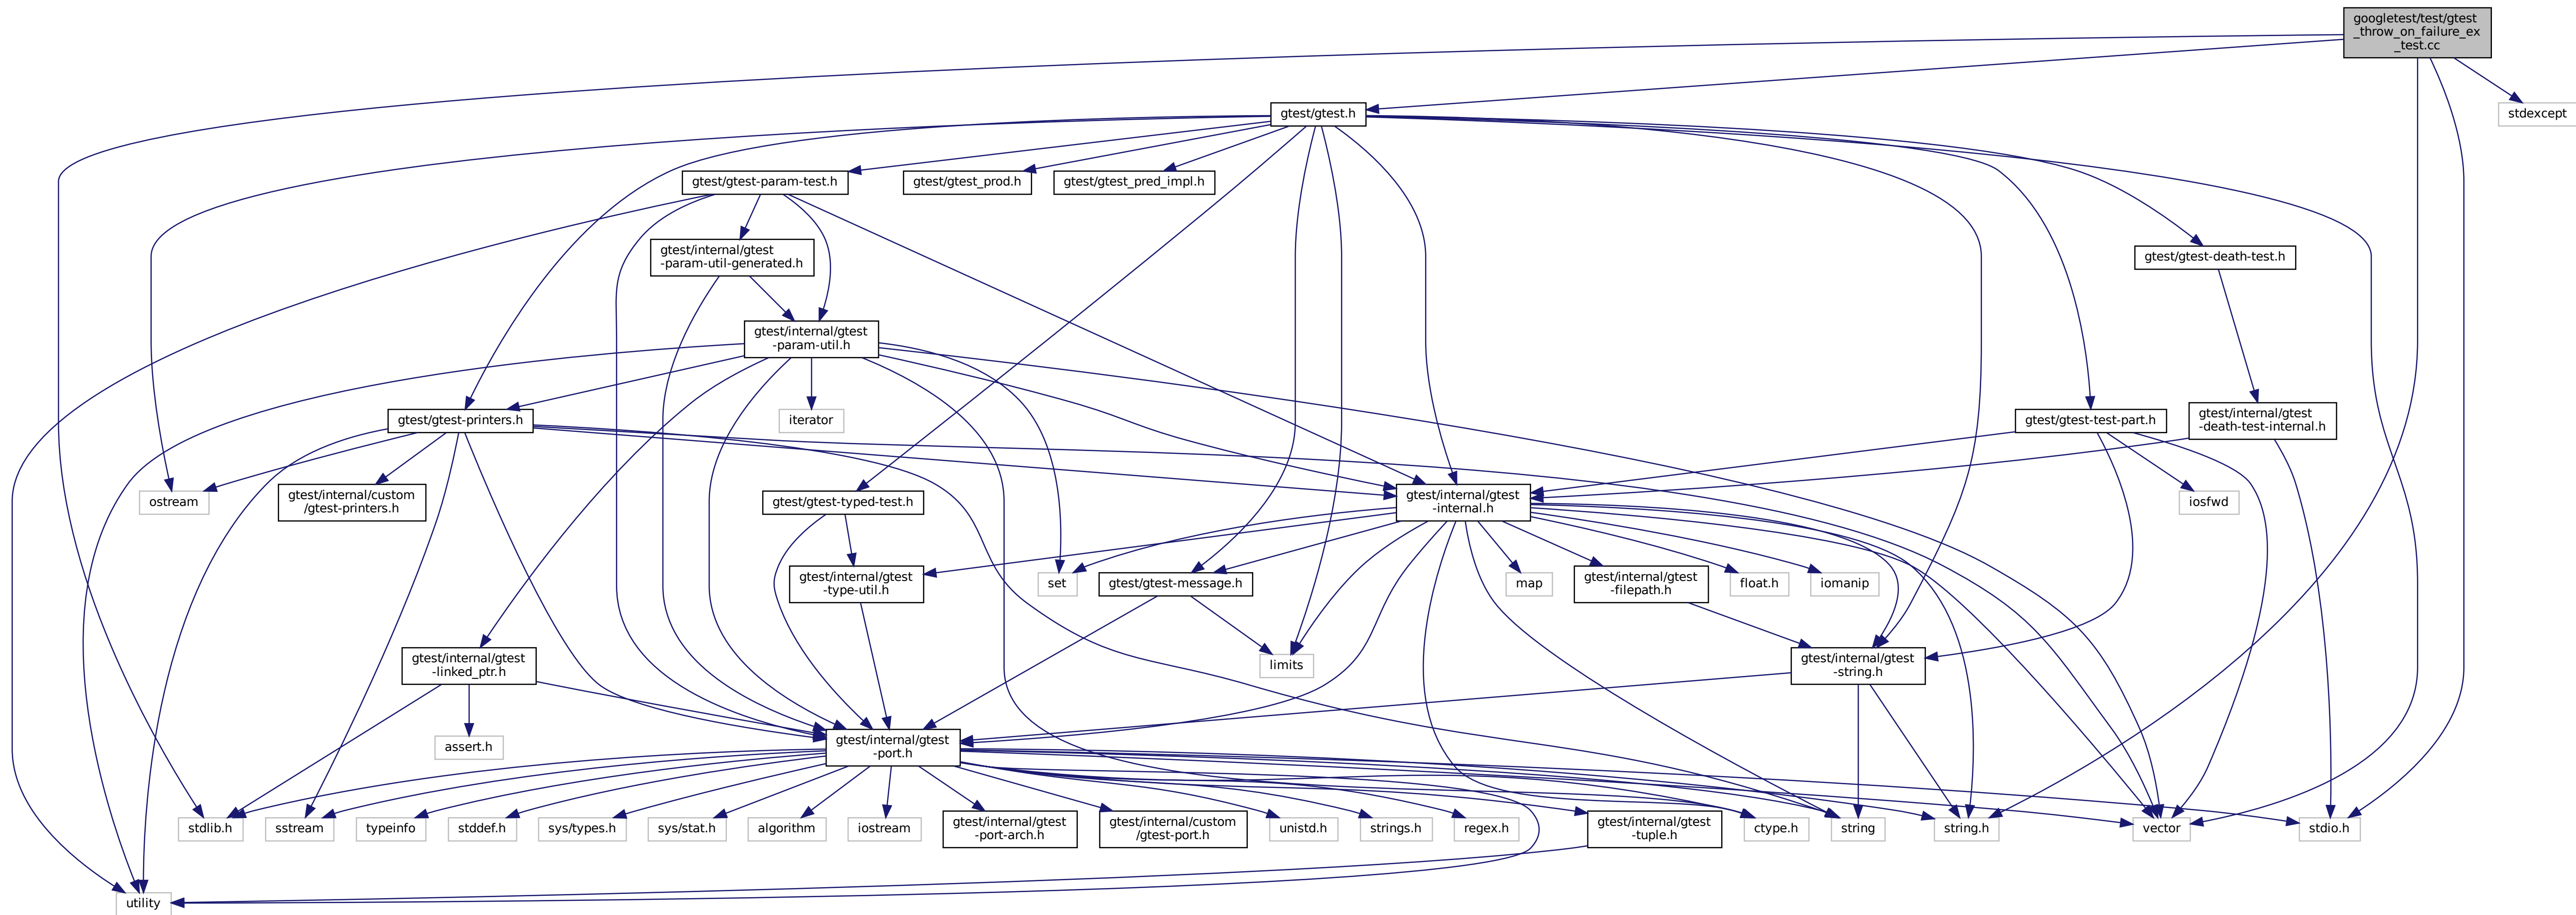 googletest/test/gtest
_throw_on_failure_ex
_test.cc
gtest/gtest.h
stdexcept
gtest/gtest-param-test.h
gtest/gtest_prod.h
gtest/gtest_pred_impl.h
gtest/internal/gtest
-param-util-generated.h
gtest/gtest-death-test.h
gtest/internal/gtest
-param-util.h
gtest/gtest-printers.h
iterator
gtest/gtest-test-part.h
gtest/internal/gtest
-death-test-internal.h
ostream
gtest/internal/custom
/gtest-printers.h
gtest/gtest-typed-test.h
gtest/internal/gtest
-internal.h
iosfwd
gtest/internal/gtest
-type-util.h
set
gtest/gtest-message.h
map
gtest/internal/gtest
-filepath.h
float.h
iomanip
gtest/internal/gtest
-linked_ptr.h
limits
gtest/internal/gtest
-string.h
assert.h
gtest/internal/gtest
-port.h
stdlib.h
sstream
typeinfo
stddef.h
sys/types.h
sys/stat.h
algorithm
iostream
gtest/internal/gtest
-port-arch.h
gtest/internal/custom
/gtest-port.h
unistd.h
strings.h
regex.h
gtest/internal/gtest
-tuple.h
ctype.h
string
string.h
vector
stdio.h
utility